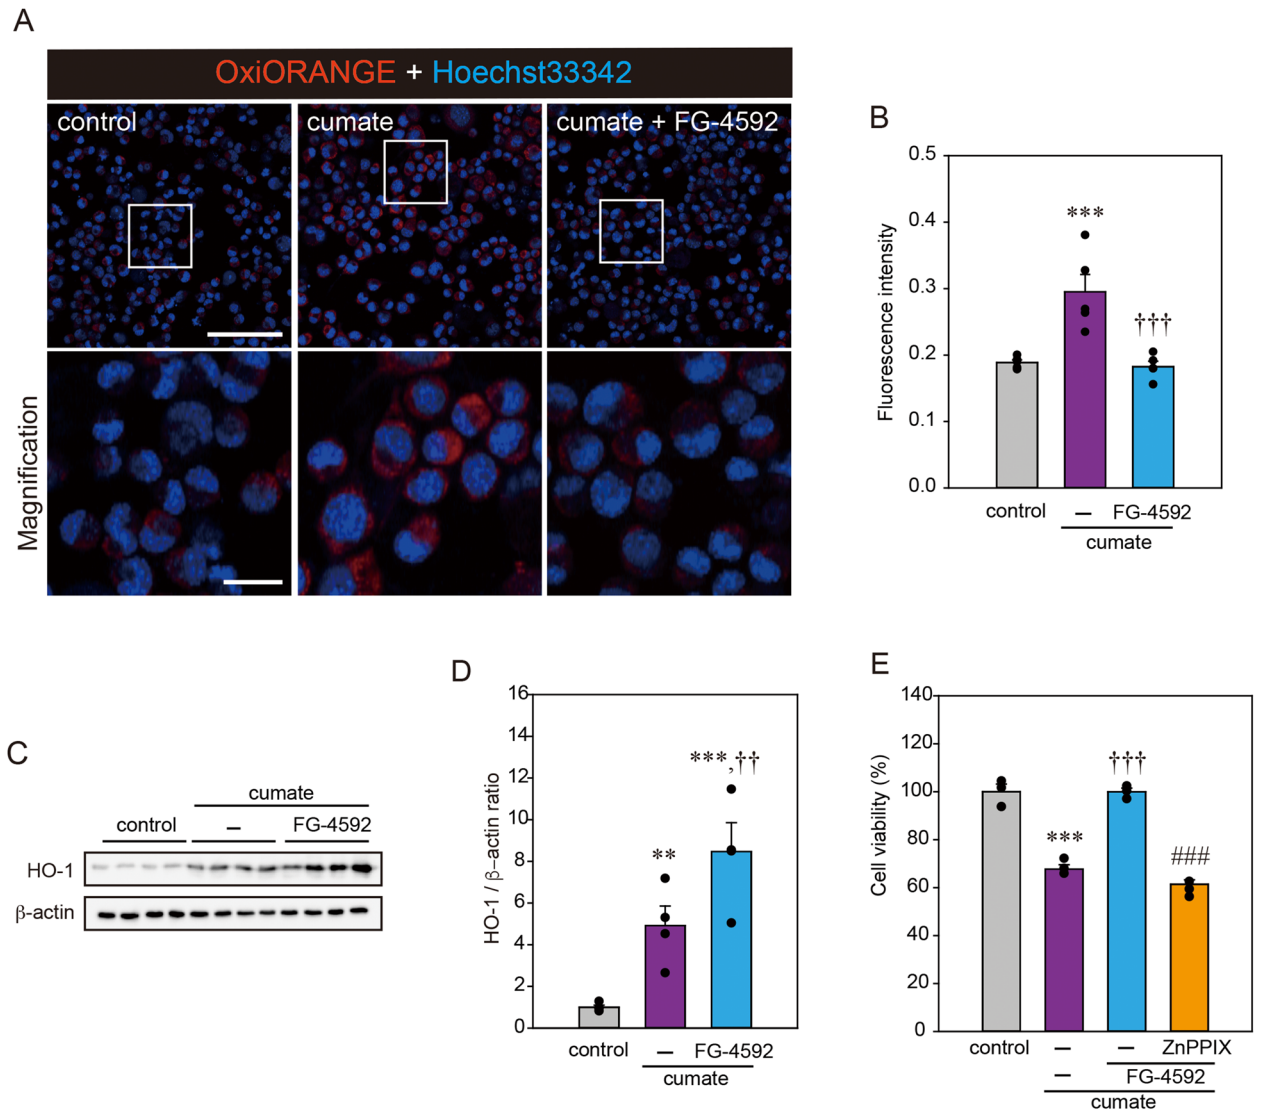 A
OxiORANGE + Hoechst33342
control
cumate
cumate + FG-4592
Magnification
B
Fluorescence intensity
0.5
0.4
0.3
0.2
0.1
0.0
***
†††
control
–
FG-4592
cumate
C
cumate
control
–
FG-4592
HO-1
β-actin
D
HO-1 / β–actin ratio
16
14
12
10
8
6
4
2
0
**
***,††
control
–
FG-4592
cumate
E
Cell viability (%)
140
120
100
80
60
40
20
0
***
†††
###
control
–
–
ZnPPIX
–
FG-4592
cumate